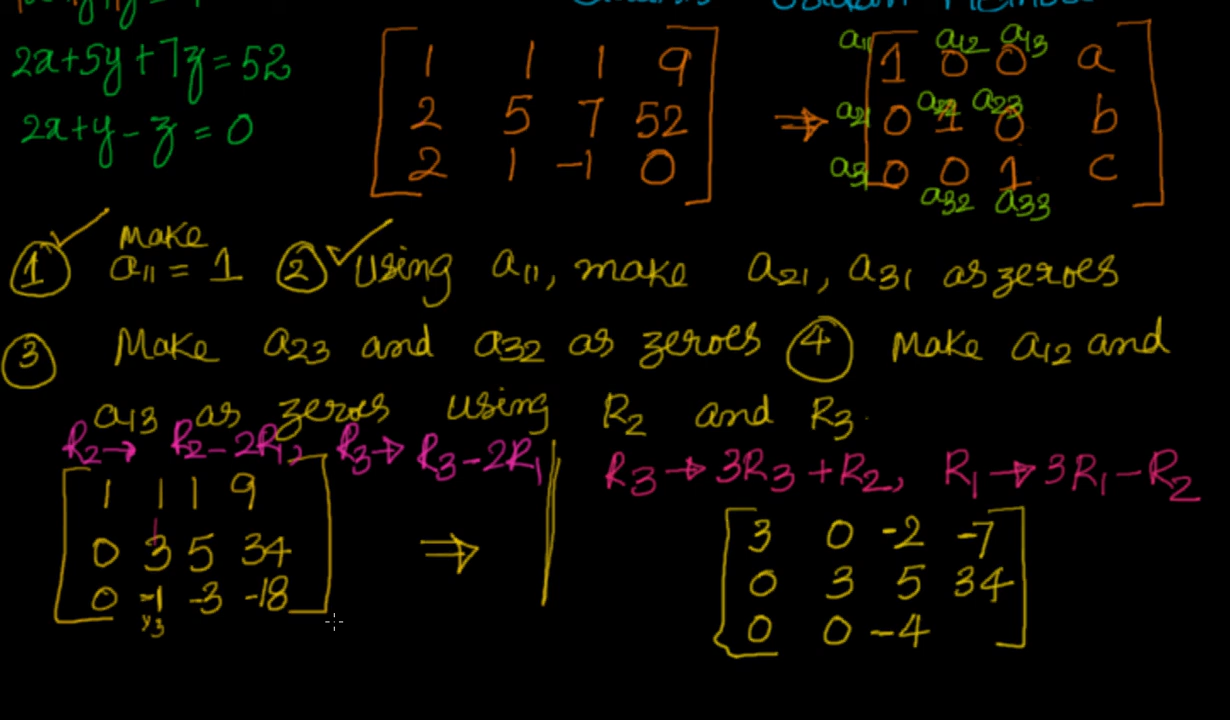 Jordan Method
2x+5y+7z=52
2x+y-z=0
1 1 1 9
2 5 7 52
2 1 -1 0
⇒
a11 a12 a13
1 0 0 a
a21 a22 a23
0 1 0 b
a3
0 0 1 c
a32 a33
① Make a11 = 1 ② Using a11, make a21, a31 as zeroes
③ Make a23 and a32 as zeroes ④ Make a12 and
a13 as zeroes using R2 and R3.
R2→ R2-2R1, R3→ R3-2R1
1 1 1 9
0 3 5 34
0 -1 -3 -18
x3
⇒
R3→3R3+R2, R1→3R1-R2
3 0 -2 -7
0 3 5 34
0 0 -4